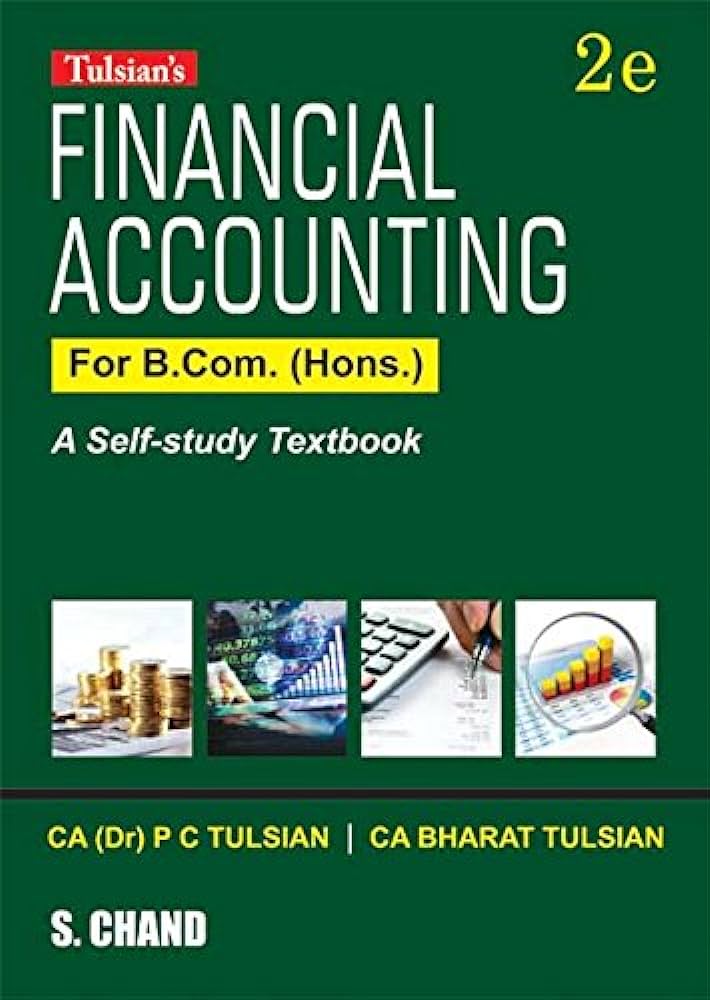 Tulsian's
2e
FINANCIAL
ACCOUNTING
For B.Com. (Hons.)
A Self-study Textbook
CA (Dr) P C TULSIAN | CA BHARAT TULSIAN
S. CHAND